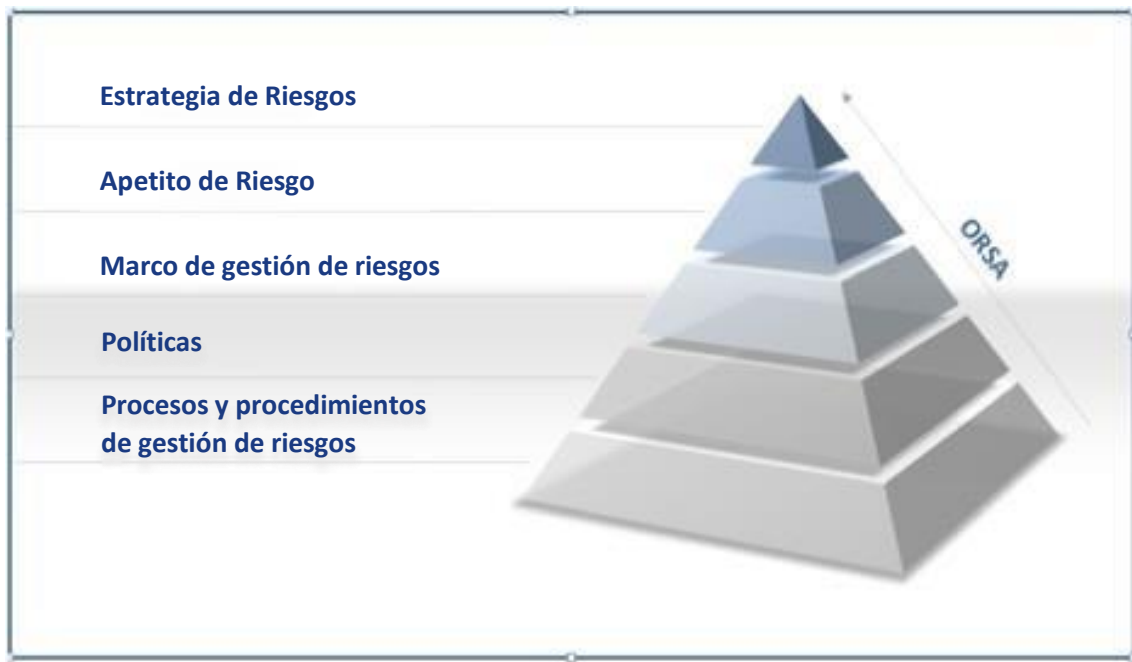 Estrategia de Riesgos
Apetito de Riesgo
Marco de gestión de riesgos
Políticas
Procesos y procedimientos
de gestión de riesgos
ORSA